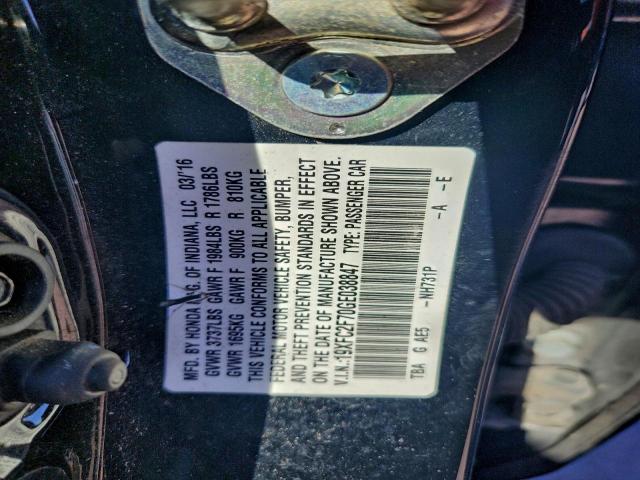 MFD. BY HONDA MFG. OF INDIANA, LLC 03/16
GVWR 3737LBS GAWR F 1984LBS R 1786LBS
GVWR 1695KG GAWR F 900KG R 810KG
THIS VEHICLE CONFORMS TO ALL APPLICABLE
FEDERAL MOTOR VEHICLE SAFETY, BUMPER,
AND THEFT PREVENTION STANDARDS IN EFFECT
ON THE DATE OF MANUFACTURE SHOWN ABOVE.
V.I.N.:19XFC2F70GE038847 TYPE: PASSENGER CAR
TBA G AE5 -NH731P -A -E